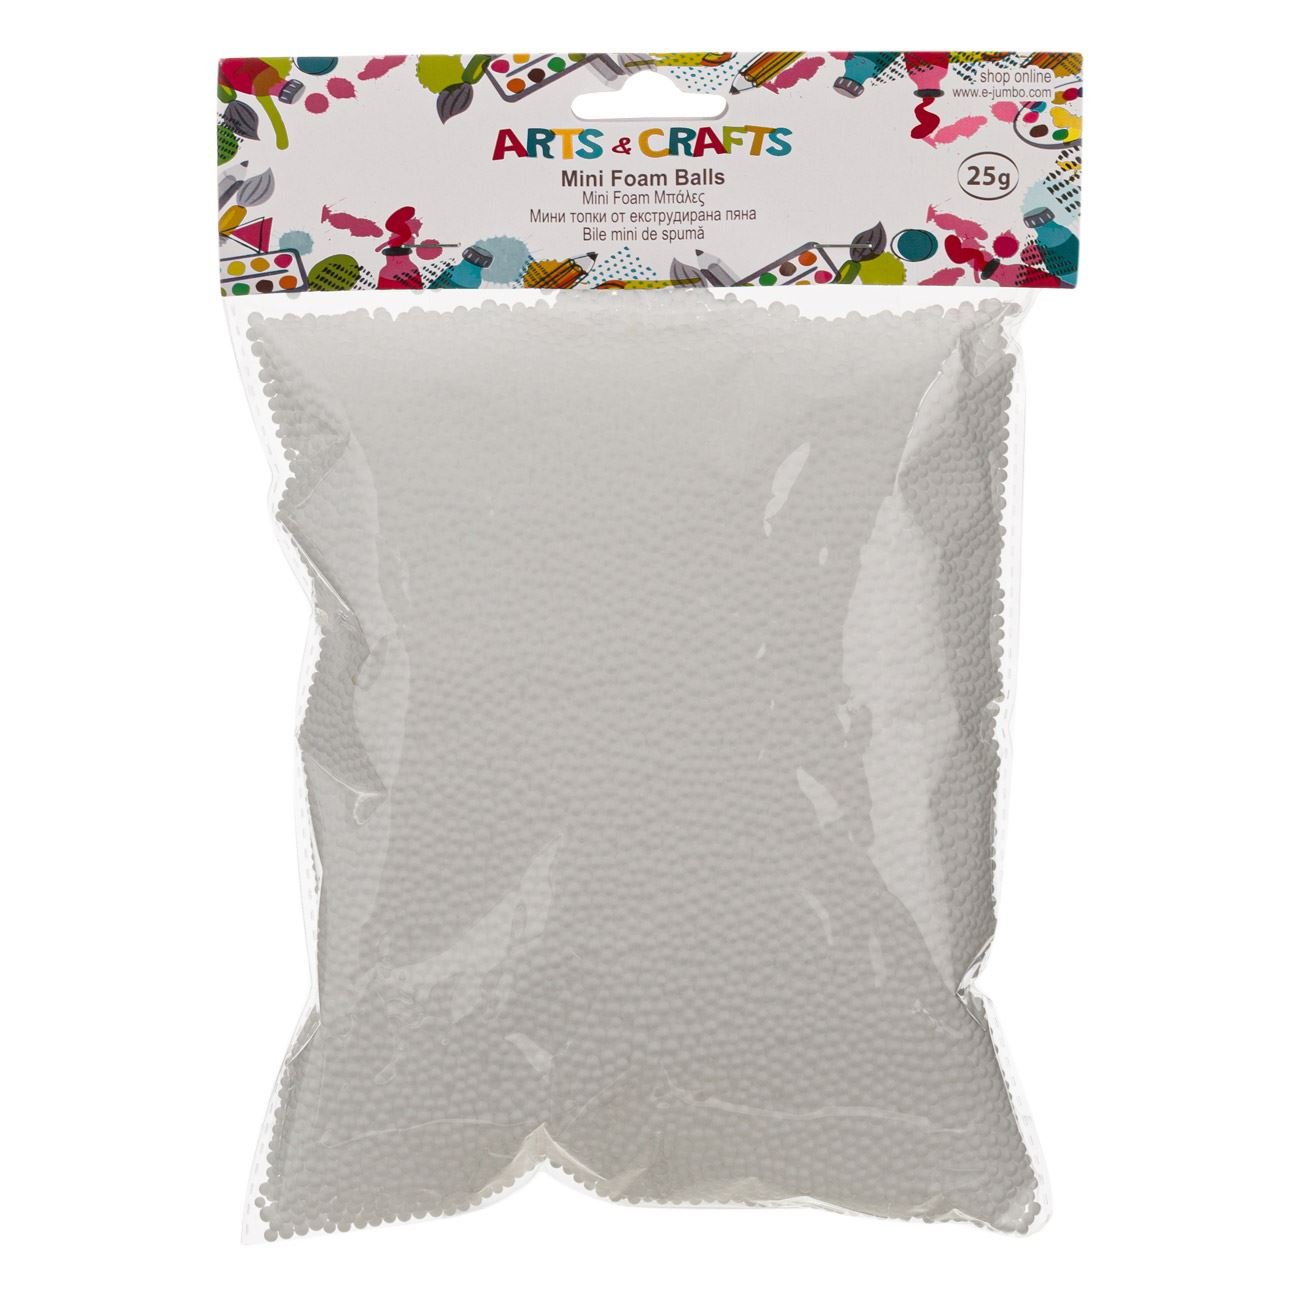 shop online
www.e-jumbo.com
ARTS & CRAFTS
Mini Foam Balls
25g
Mini Foam Μπάλες
Мини топки от екструдирана пяна
Bile mini de spumă